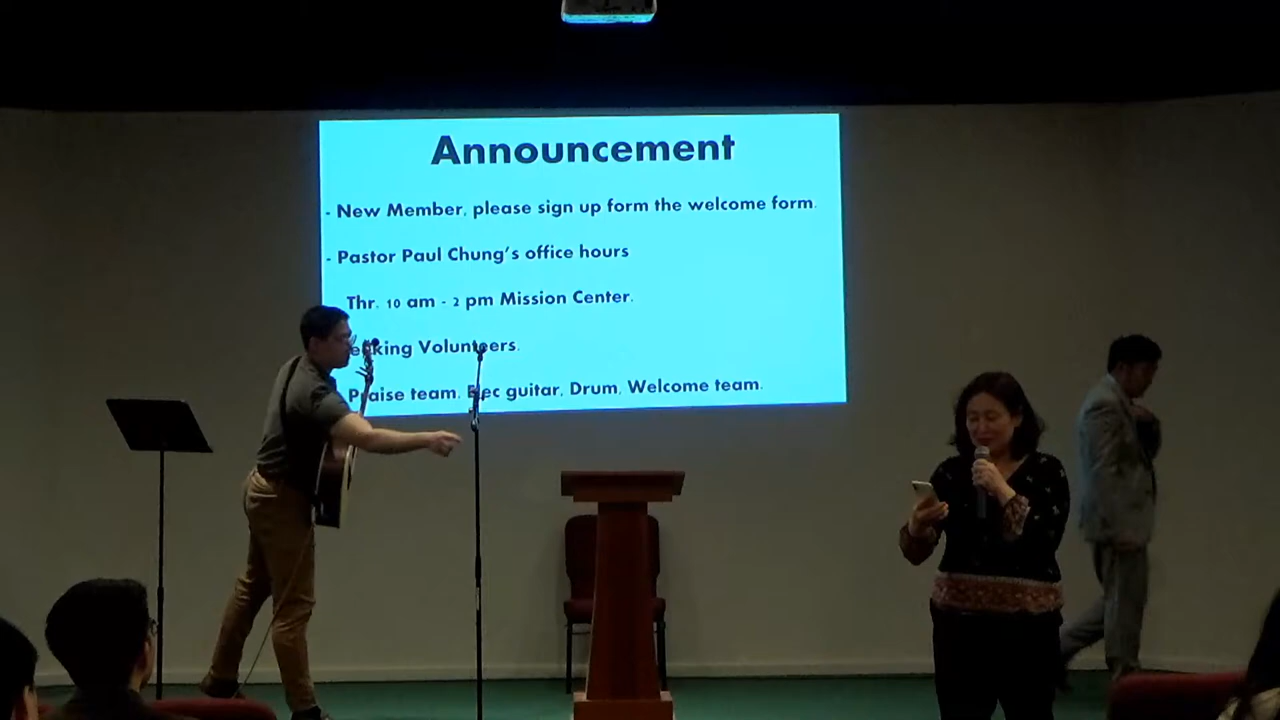 Announcement
- New Member, please sign up form the welcome form.
- Pastor Paul Chung's office hours
Thr. 10 am - 2 pm Mission Center.
Volunteers.
Praise team, Elec guitar, Drum, Welcome team.